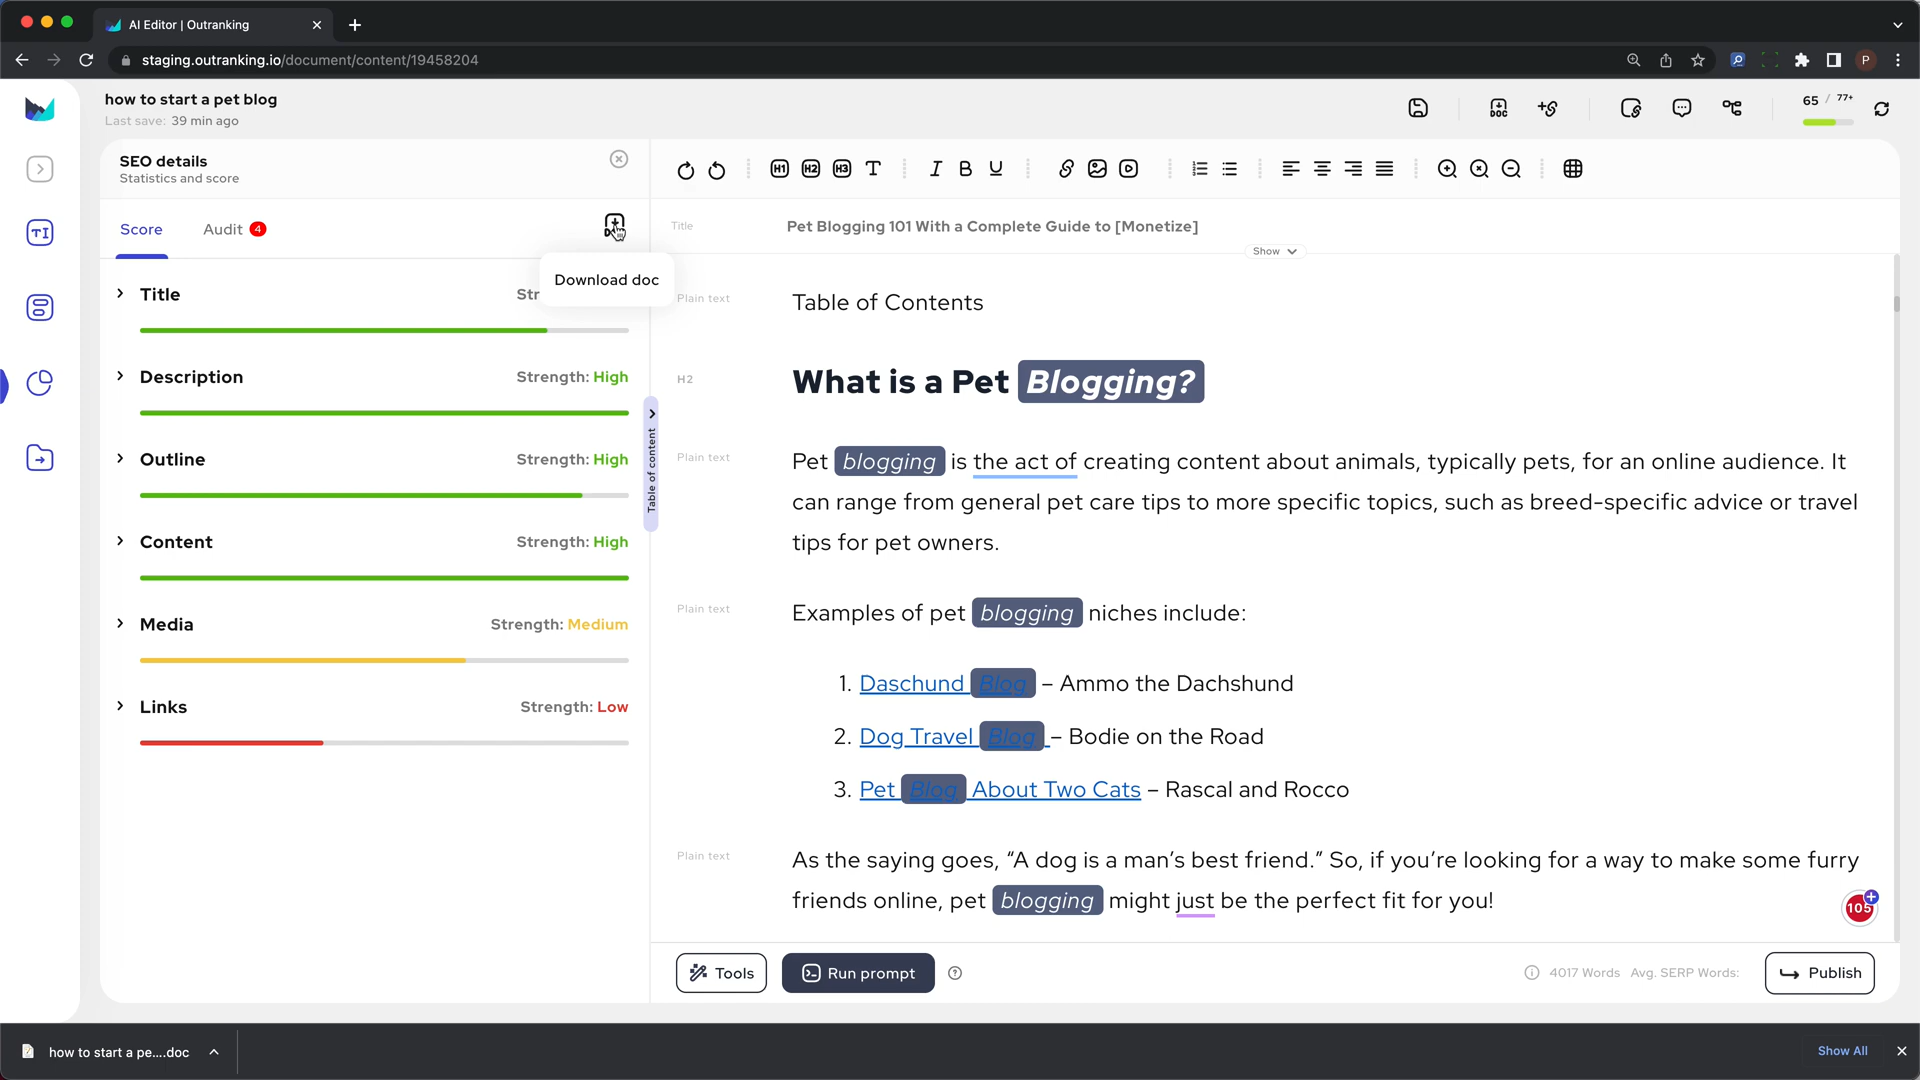 AI Editor | Outranking
staging.outranking.io/document/content/19458204
P
how to start a pet blog
Last save: 39 min ago
DOC
65 / 77+
SEO details
Statistics and score
H1 H2 H3 T I B U
Score
Audit 4
Download doc
Title
Description
Strength: High
Outline
Strength: High
Content
Strength: High
Media
Strength: Medium
Links
Strength: Low
Table of content
Title
Pet Blogging 101 With a Complete Guide to [Monetize]
Show
Plain text
Table of Contents
H2
What is a Pet Blogging?
Plain text
Pet blogging is the act of creating content about animals, typically pets, for an online audience. It
can range from general pet care tips to more specific topics, such as breed-specific advice or travel
tips for pet owners.
Plain text
Examples of pet blogging niches include:
1. Daschund Blog – Ammo the Dachshund
2. Dog Travel Blog – Bodie on the Road
3. Pet Blog About Two Cats – Rascal and Rocco
Plain text
As the saying goes, “A dog is a man’s best friend.” So, if you’re looking for a way to make some furry
friends online, pet blogging might just be the perfect fit for you!
105
Tools
Run prompt
4017 Words Avg. SERP Words:
Publish
how to start a pe....doc
Show All